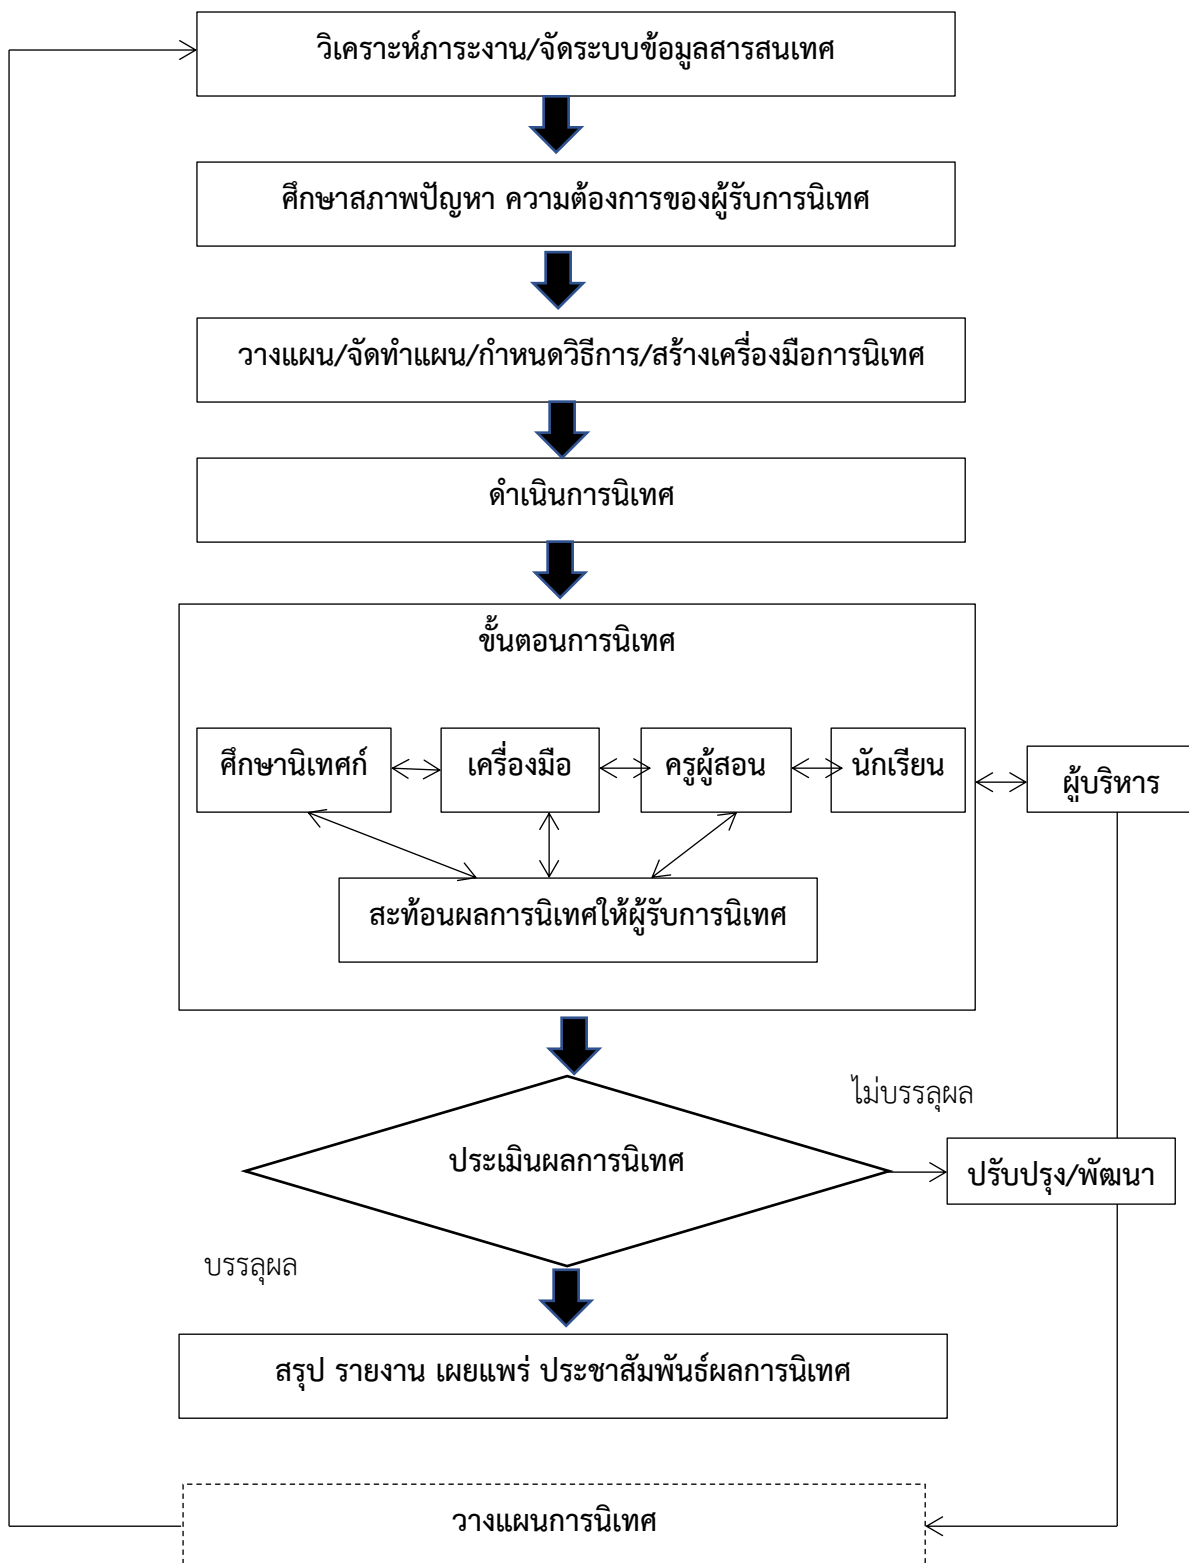 วิเคราะห์ภาระงาน/จัดระบบข้อมูลสารสนเทศ
ศึกษาสภาพปัญหา ความต้องการของผู้รับการนิเทศ
วางแผน/จัดทำแผน/กำหนดวิธีการ/สร้างเครื่องมือการนิเทศ
ดำเนินการนิเทศ
ขั้นตอนการนิเทศ
ศึกษานิเทศก์
เครื่องมือ
ครูผู้สอน
นักเรียน
ผู้บริหาร
สะท้อนผลการนิเทศให้ผู้รับการนิเทศ
ไม่บรรลุผล
ประเมินผลการนิเทศ
ปรับปรุง/พัฒนา
บรรลุผล
สรุป รายงาน เผยแพร่ ประชาสัมพันธ์ผลการนิเทศ
วางแผนการนิเทศ